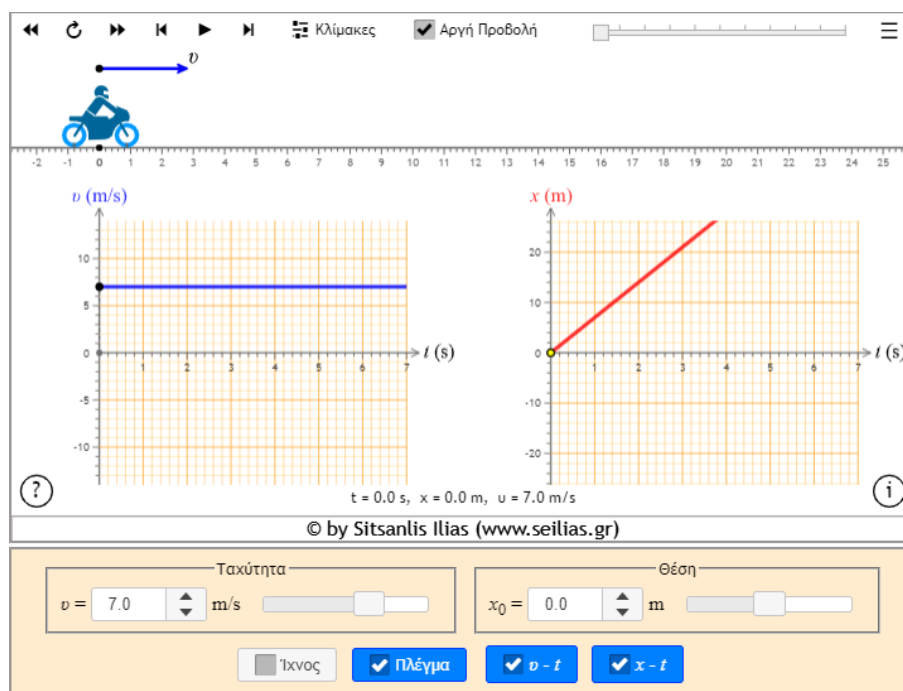 Κλίμακες Αργή Προβολή
υ
-2 -1 0 1 2 3 4 5 6 7 8 9 10 11 12 13 14 15 16 17 18 19 20 21 22 23 24 25
υ (m/s) x (m)
10 20
5 10
0 0
1 2 3 4 5 6 7 t (s) 1 2 3 4 5 6 7 t (s)
-5 -10
-10 -20
? i
t = 0.0 s, x = 0.0 m, υ = 7.0 m/s
© by Sitsanlis Ilias (www.seilias.gr)
Ταχύτητα Θέση
υ = 7.0 m/s x₀ = 0.0 m
Ίχνος Πλέγμα υ - t x - t